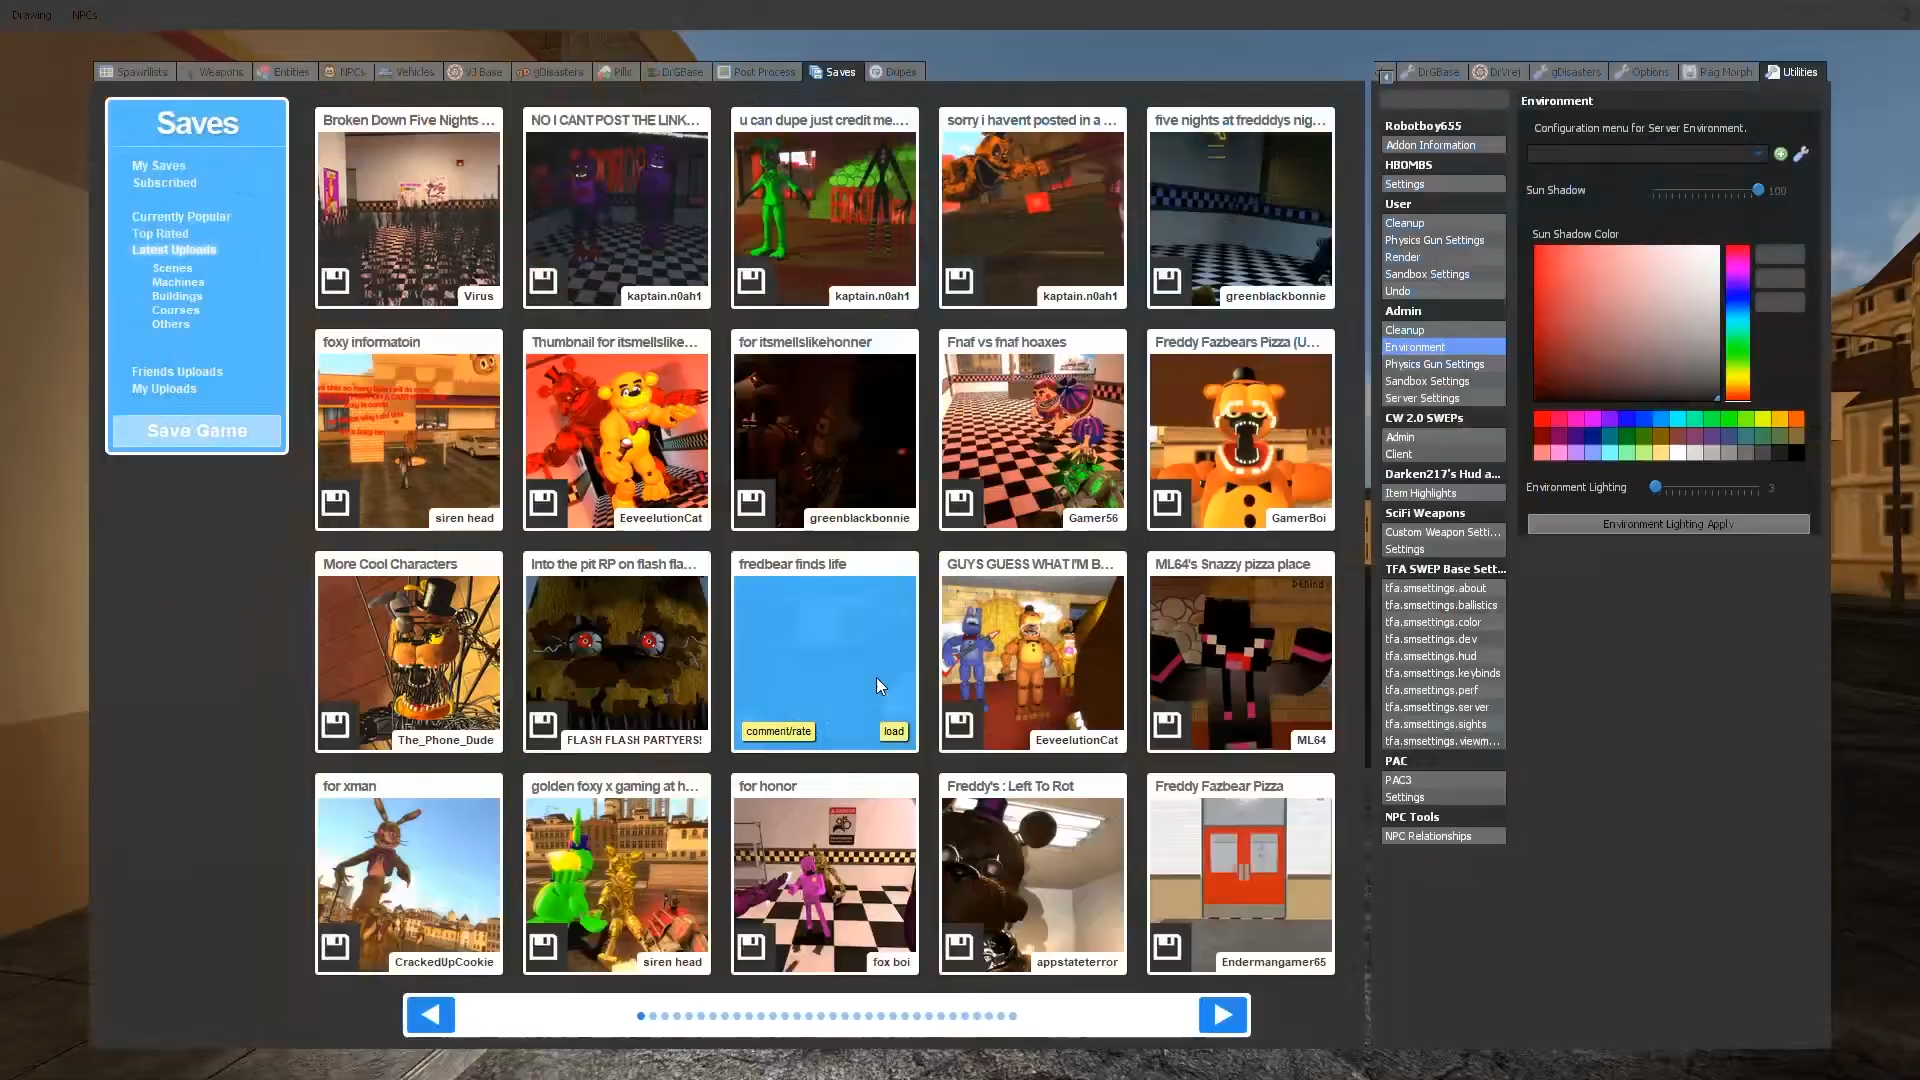 Drawing NPCs
Spawnlists Weapons Entities NPCs Vehicles VJ Base gDisasters Pills DrGBase Post Process Saves Dupes
DrGBase DrVrej gDisasters Options Rag Morph Utilities
Saves
My Saves
Subscribed
Currently Popular
Top Rated
Latest Uploads
Scenes
Machines
Buildings
Courses
Others
Friends Uploads
My Uploads
Save Game
Broken Down Five Nights ...
Virus
NO I CANT POST THE LINK...
kaptain.n0ah1
u can dupe just credit me....
kaptain.n0ah1
sorry i havent posted in a ...
kaptain.n0ah1
five nights at fredddys nig...
greenblackbonnie
foxy informatoin
siren head
Thumbnail for itsmellslike...
EeveelutionCat
for itsmellslikehonner
greenblackbonnie
Fnaf vs fnaf hoaxes
Gamer56
Freddy Fazbears Pizza (U...
GamerBoi
More Cool Characters
The_Phone_Dude
Into the pit RP on flash fla...
FLASH FLASH PARTYERS!
fredbear finds life
comment/rate load
GUYS GUESS WHAT I'M B...
EeveelutionCat
ML64's Snazzy pizza place
behind
ML64
for xman
CrackedUpCookie
golden foxy x gaming at h...
siren head
for honor
fox boi
Freddy's : Left To Rot
appstateterror
Freddy Fazbear Pizza
Endermangamer65
Robotboy655
Addon Information
HBOMBS
Settings
User
Cleanup
Physics Gun Settings
Render
Sandbox Settings
Undo
Admin
Cleanup
Environment
Physics Gun Settings
Sandbox Settings
Server Settings
CW 2.0 SWEPs
Admin
Client
Darken217's Hud a...
Item Highlights
SciFi Weapons
Custom Weapon Setti...
Settings
TFA SWEP Base Sett...
tfa.smsettings.about
tfa.smsettings.ballistics
tfa.smsettings.color
tfa.smsettings.dev
tfa.smsettings.hud
tfa.smsettings.keybinds
tfa.smsettings.perf
tfa.smsettings.server
tfa.smsettings.sights
tfa.smsettings.viewm...
PAC
PAC3
Settings
NPC Tools
NPC Relationships
Environment
Configuration menu for Server Environment.
Sun Shadow 100
Sun Shadow Color
Environment Lighting 3
Environment Lighting Apply